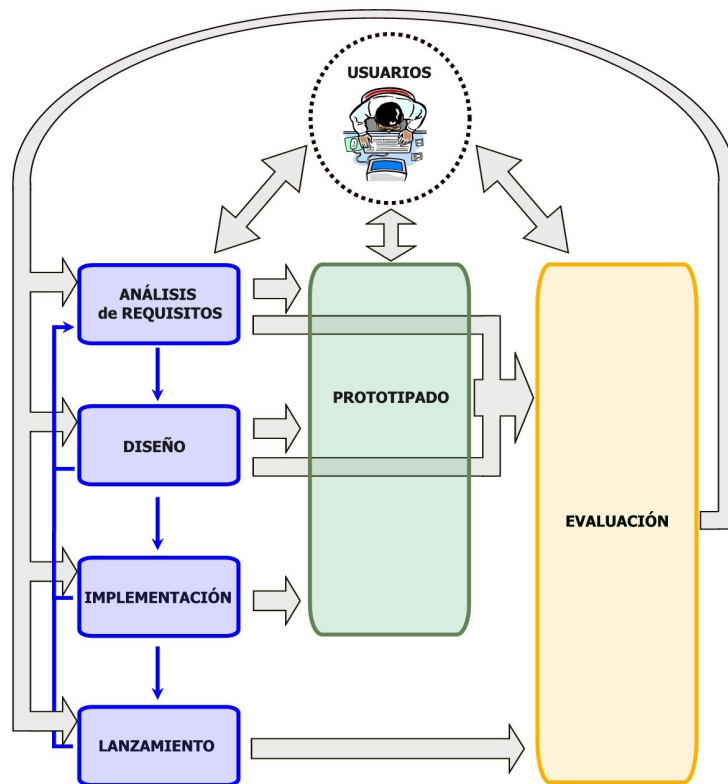 USUARIOS
ANÁLISIS
de REQUISITOS
PROTOTIPADO
DISEÑO
EVALUACIÓN
IMPLEMENTACIÓN
LANZAMIENTO